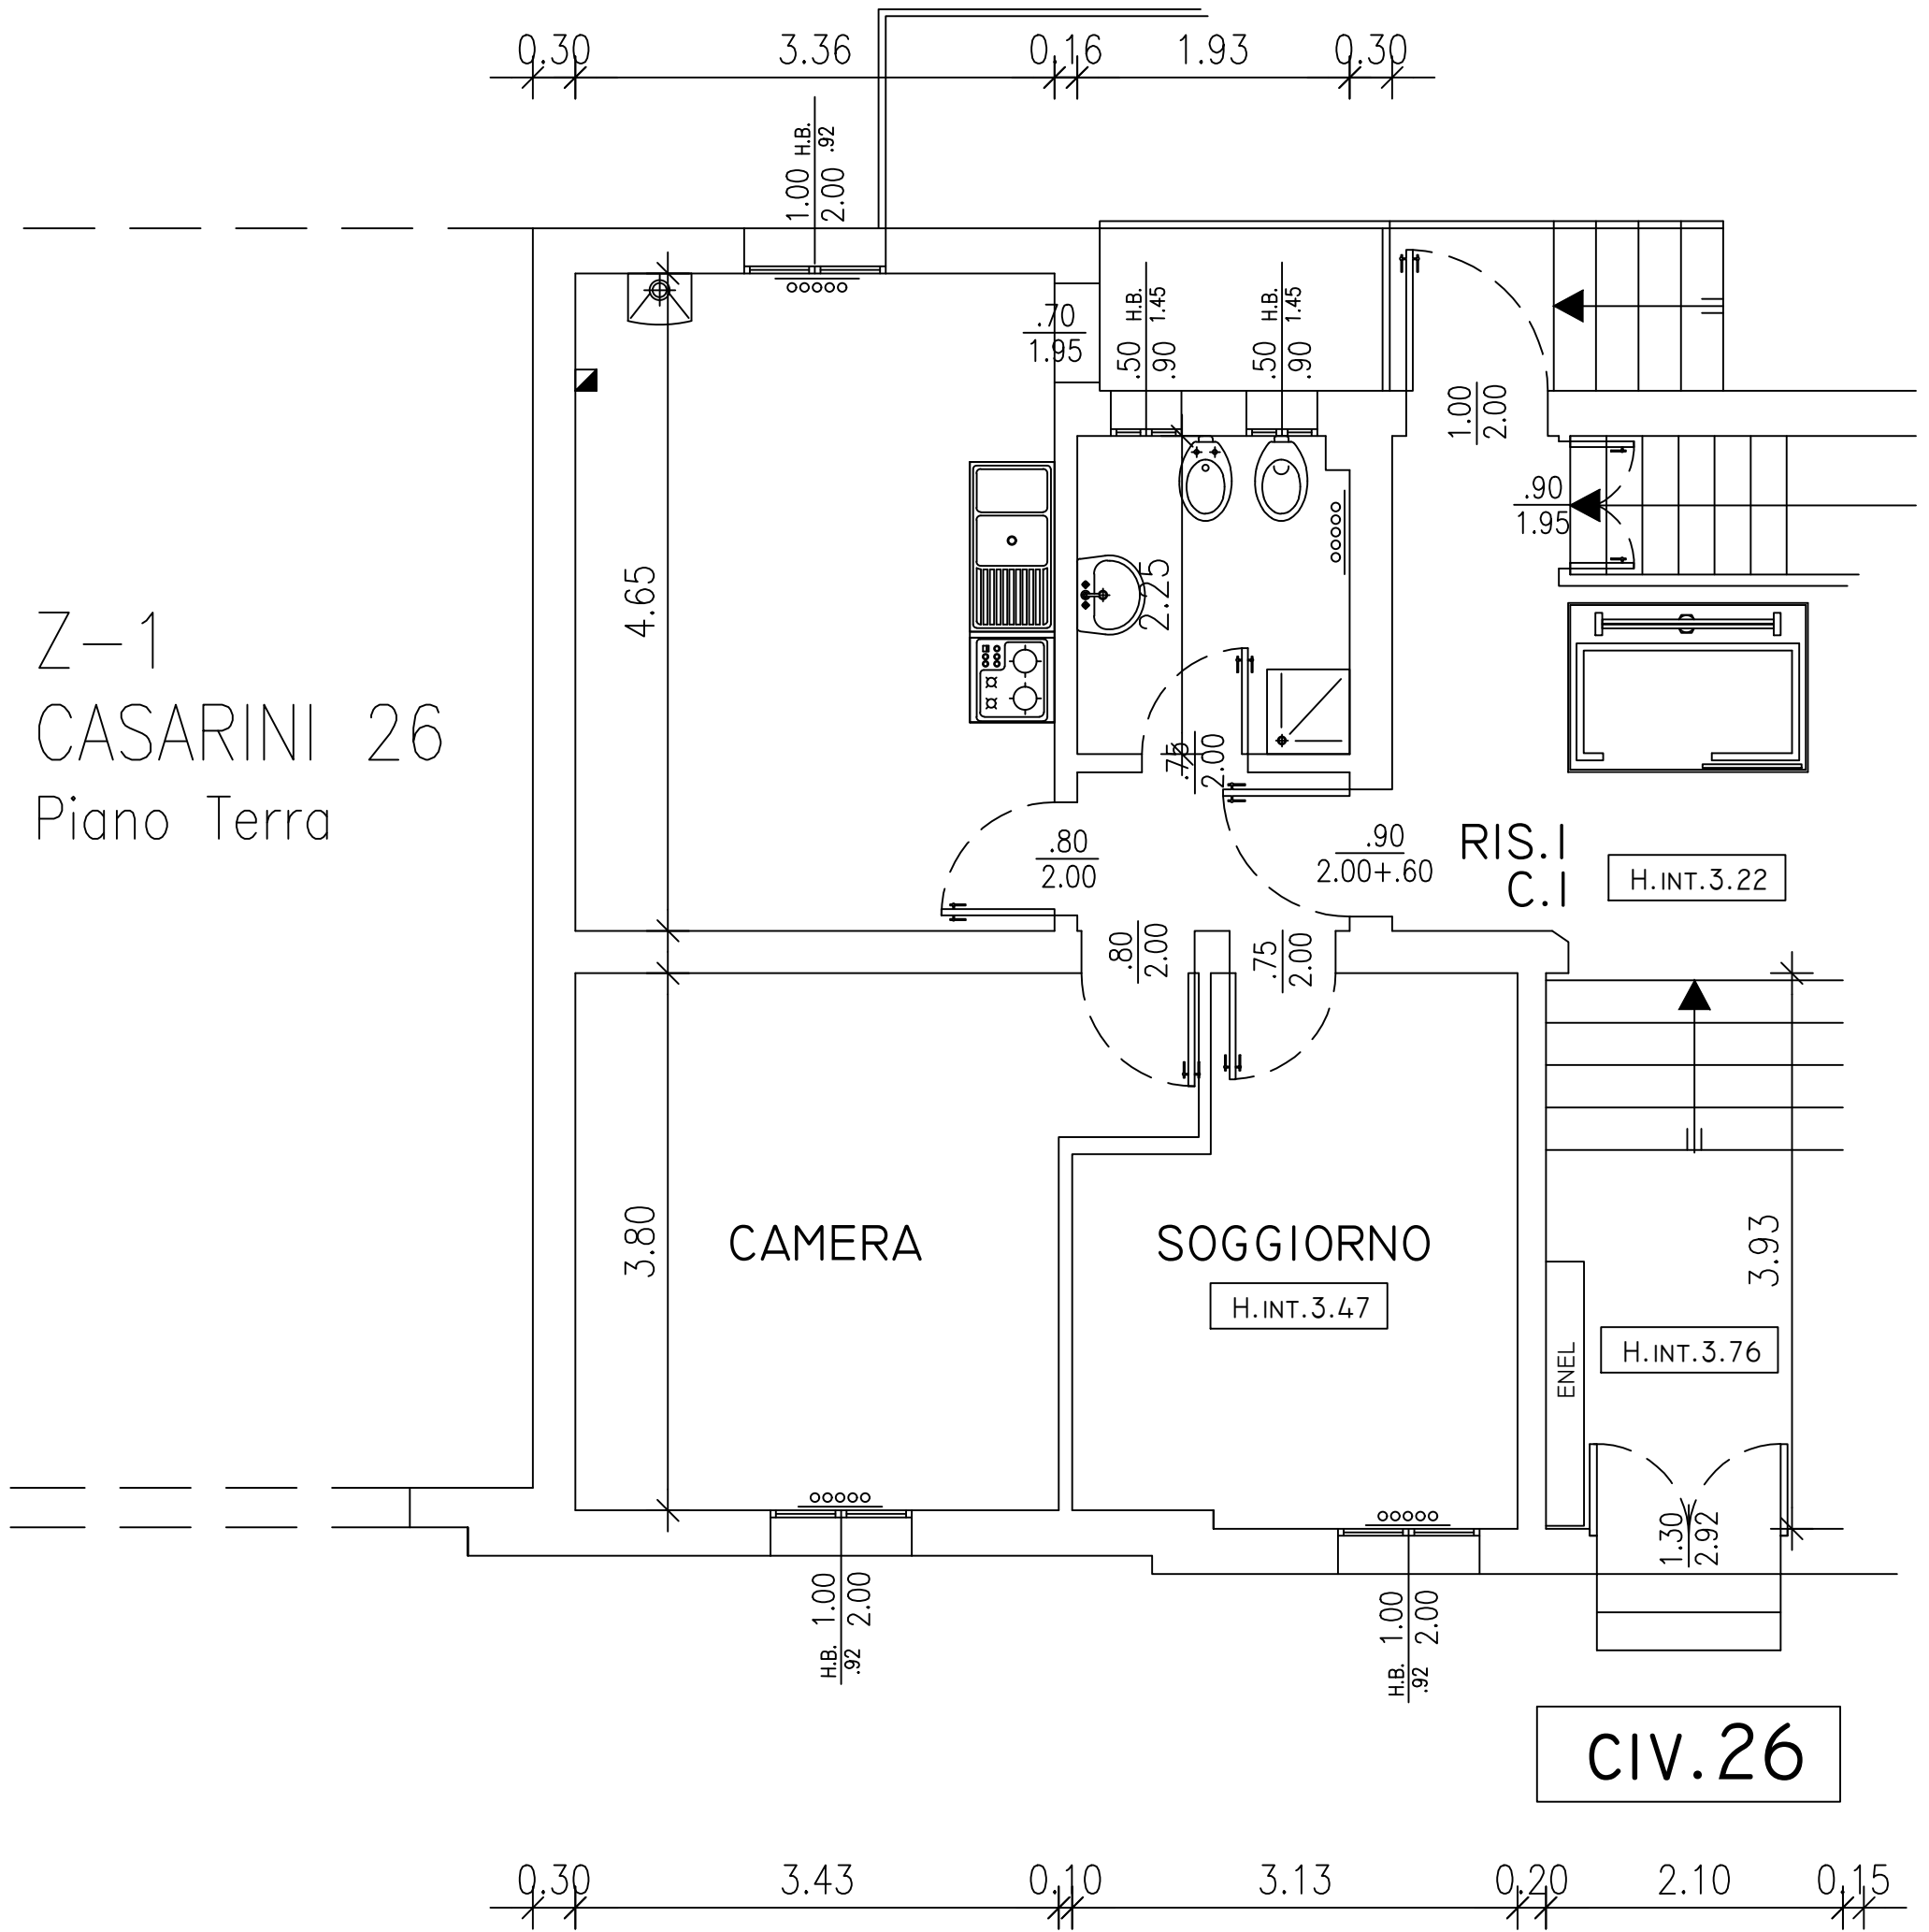 0.30 3.36 0.16 1.93 0.30
1.00 H.B.
2.00 .92
.70
1.95
.50 H.B.
.90 1.45
.50 H.B.
.90 1.45
1.00
2.00
.90
1.95
4.65
2.25
Z-1
CASARINI 26
Piano Terra
.75
2.00
.80
2.00
.90
2.00+.60
RIS.I
C.I
H.INT.3.22
.80
2.00
.75
2.00
3.80
CAMERA
SOGGIORNO
H.INT.3.47
3.93
H.INT.3.76
ENEL
1.30
2.92
H.B. 1.00
.92 2.00
H.B. 1.00
.92 2.00
CIV.26
0.30 3.43 0.10 3.13 0.20 2.10 0.15